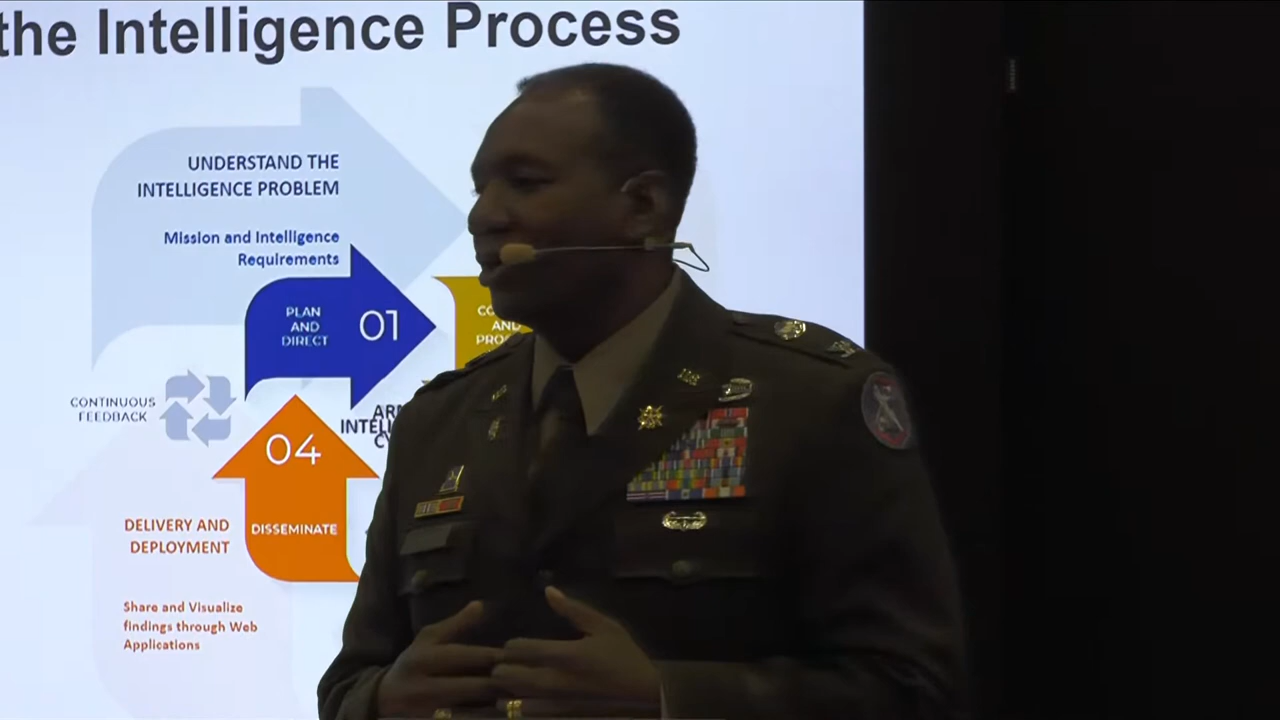 the Intelligence Process
UNDERSTAND THE
INTELLIGENCE PROBLEM
Mission and Intelligence
Requirements
PLAN
AND
DIRECT
01
AND
CONTINUOUS
FEEDBACK
04
DISSEMINATE
DELIVERY AND
DEPLOYMENT
Share and Visualize
findings through Web
Applications